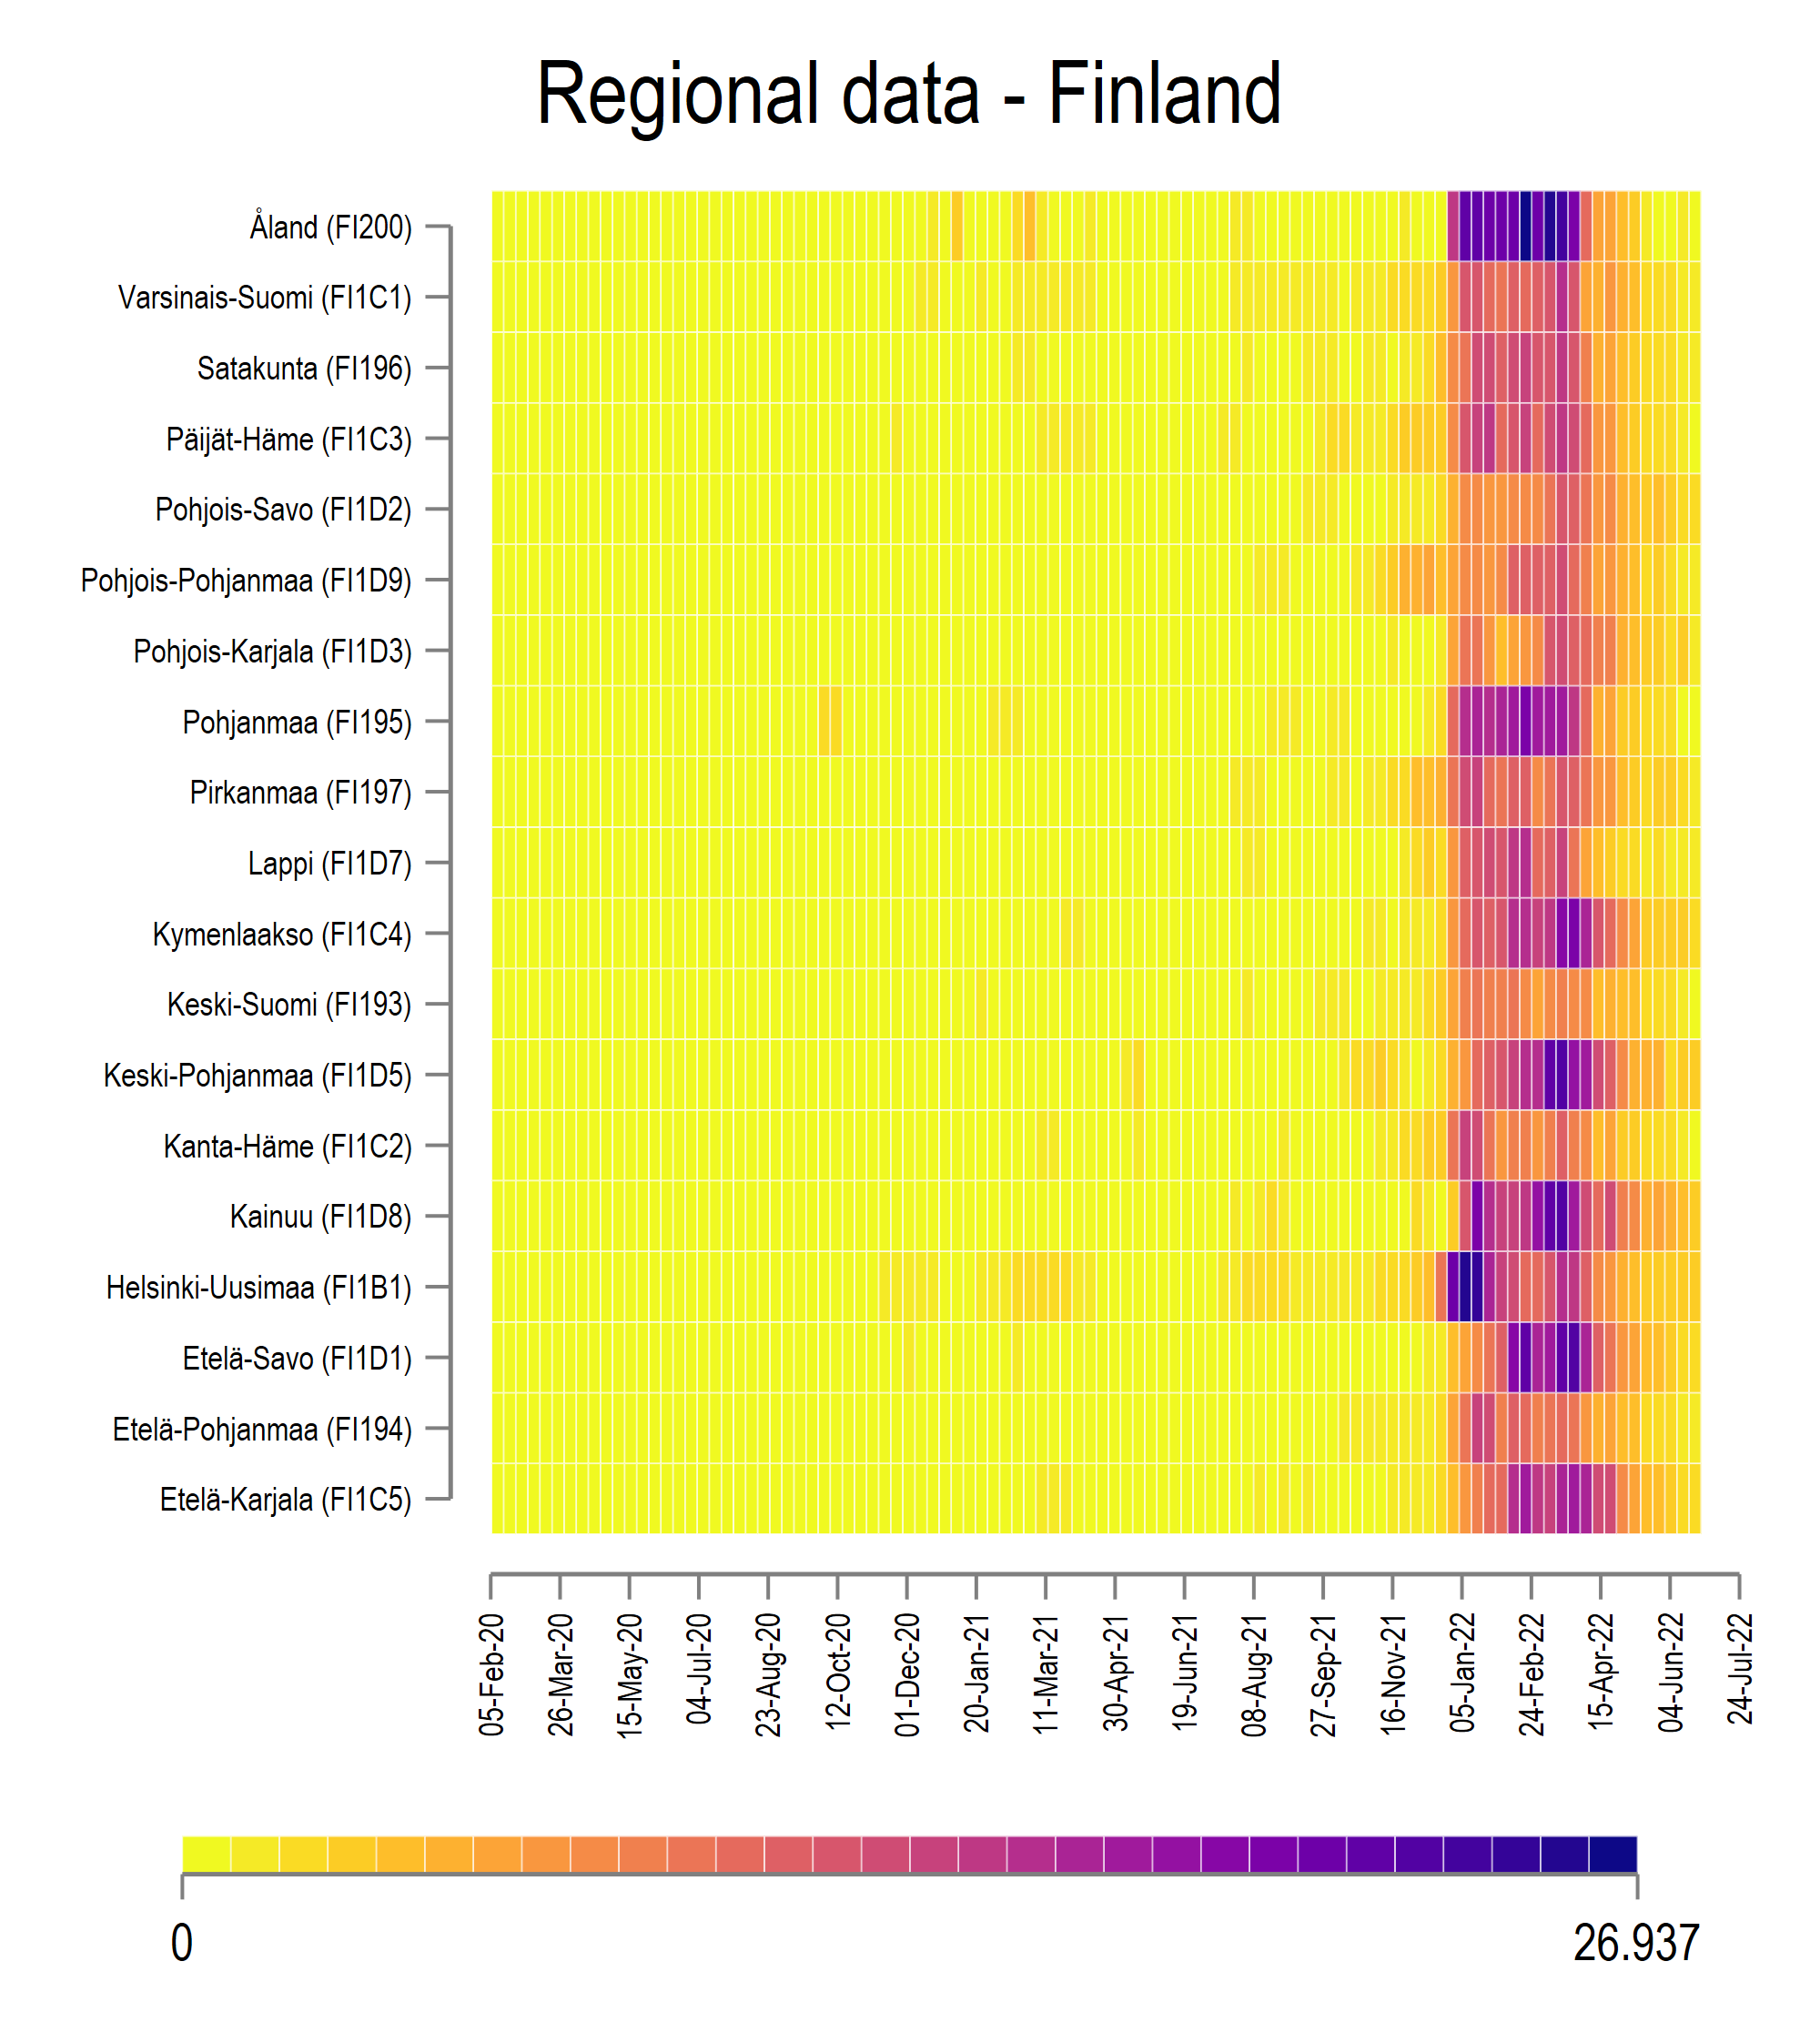 Regional data - Finland
Åland (FI200)
Varsinais-Suomi (FI1C1)
Satakunta (FI196)
Päijät-Häme (FI1C3)
Pohjois-Savo (FI1D2)
Pohjois-Pohjanmaa (FI1D9)
Pohjois-Karjala (FI1D3)
Pohjanmaa (FI195)
Pirkanmaa (FI197)
Lappi (FI1D7)
Kymenlaakso (FI1C4)
Keski-Suomi (FI193)
Keski-Pohjanmaa (FI1D5)
Kanta-Häme (FI1C2)
Kainuu (FI1D8)
Helsinki-Uusimaa (FI1B1)
Etelä-Savo (FI1D1)
Etelä-Pohjanmaa (FI194)
Etelä-Karjala (FI1C5)
05-Feb-20
26-Mar-20
15-May-20
04-Jul-20
23-Aug-20
12-Oct-20
01-Dec-20
20-Jan-21
11-Mar-21
30-Apr-21
19-Jun-21
08-Aug-21
27-Sep-21
16-Nov-21
05-Jan-22
24-Feb-22
15-Apr-22
04-Jun-22
24-Jul-22
0
26.937